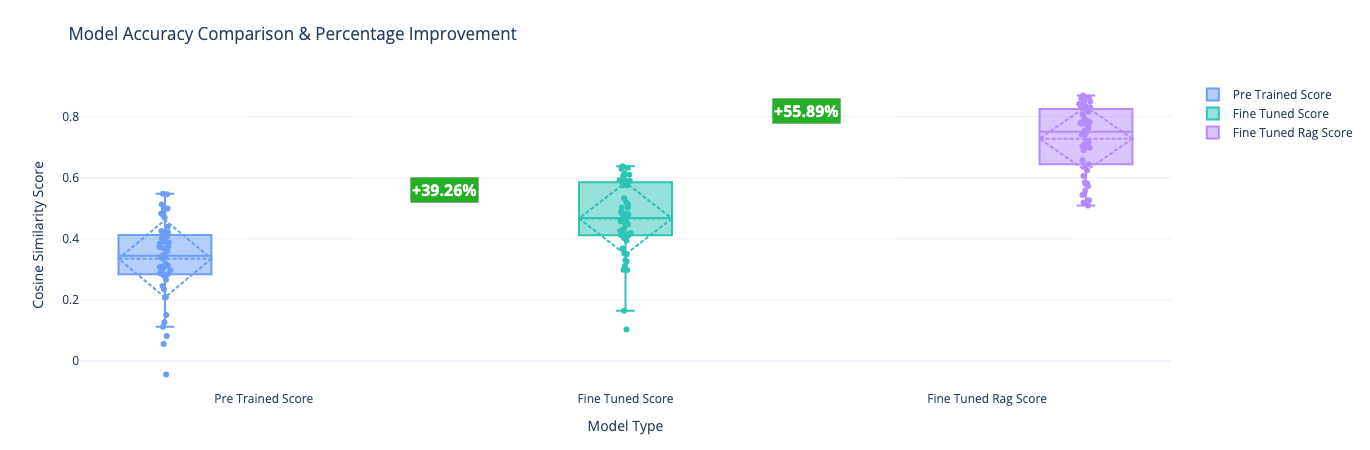 Model Accuracy Comparison & Percentage Improvement
Pre Trained Score
Fine Tuned Score
Fine Tuned Rag Score
+55.89%
+39.26%
0.8
0.6
0.4
0.2
0
Cosine Similarity Score
Pre Trained Score
Fine Tuned Score
Fine Tuned Rag Score
Model Type